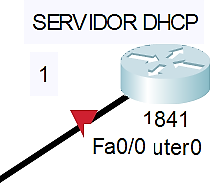 SERVIDOR DHCP
1
1841
Fa0/0 uter0